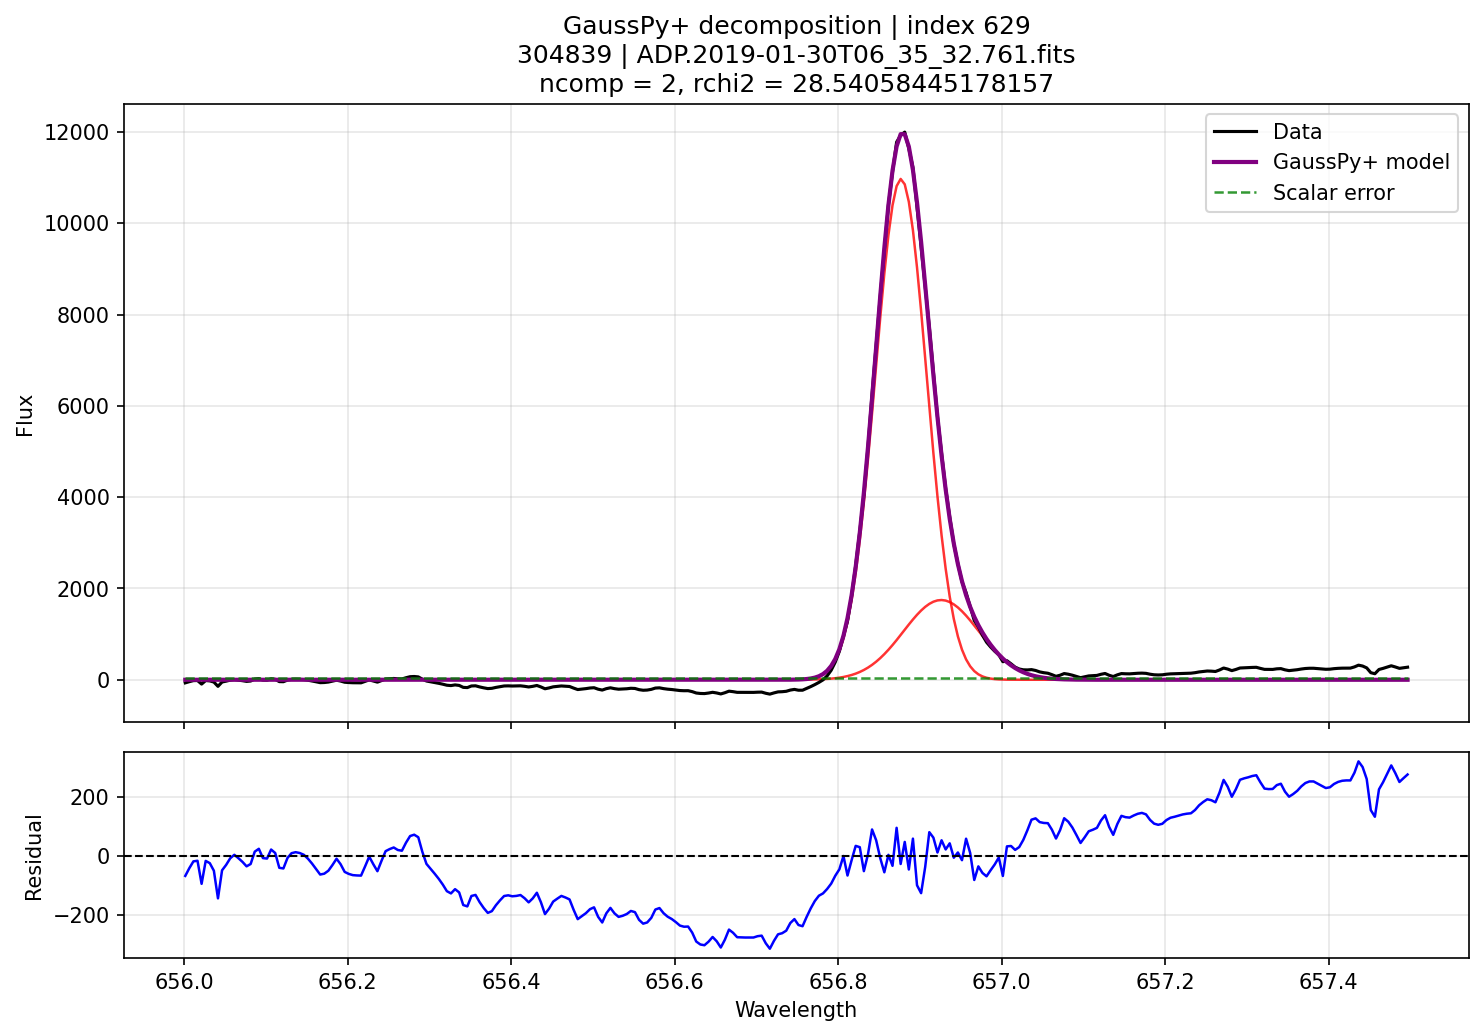 GaussPy+ decomposition | index 629
304839 | ADP.2019-01-30T06_35_32.761.fits
ncomp = 2, rchi2 = 28.54058445178157
Data
GaussPy+ model
Scalar error
Flux
12000
10000
8000
6000
4000
2000
0
Residual
200
0
−200
656.0 656.2 656.4 656.6 656.8 657.0 657.2 657.4
Wavelength